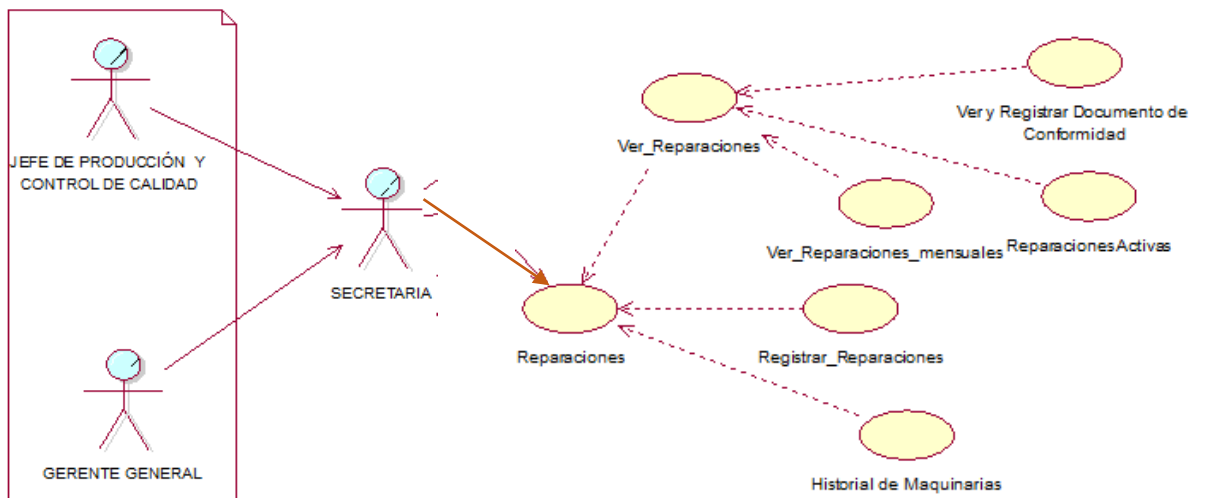 JEFE DE PRODUCCIÓN Y
CONTROL DE CALIDAD
GERENTE GENERAL
SECRETARIA
Reparaciones
Ver_Reparaciones
Ver y Registrar Documento de
Conformidad
ReparacionesActivas
Ver_Reparaciones_mensuales
Registrar_Reparaciones
Historial de Maquinarias